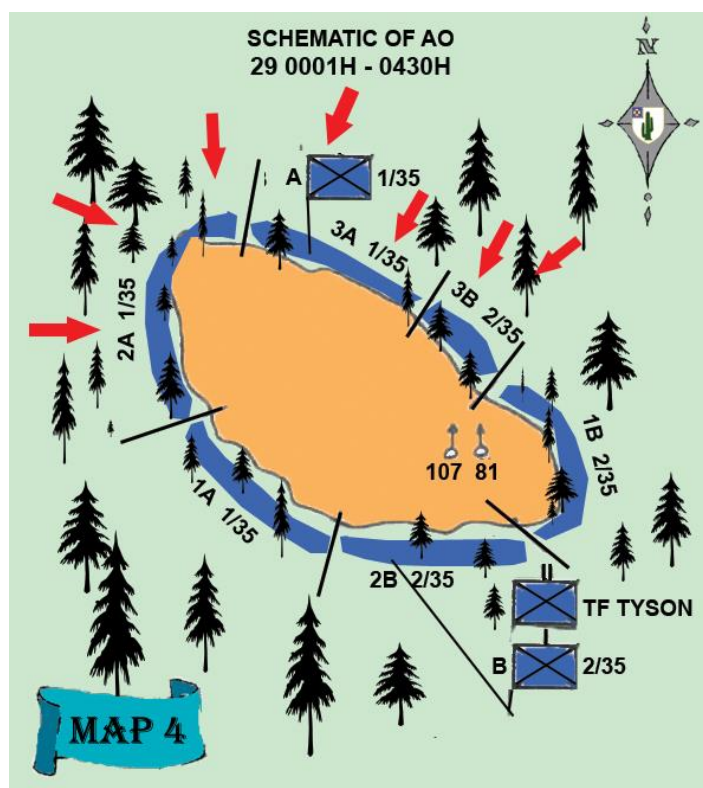 SCHEMATIC OF AO
29 0001H - 0430H
N
A 1/35
3A 1/35
3B 2/35
2A 1/35
1B 2/35
107 81
1A 1/35
2B 2/35
II
TF TYSON
I
B 2/35
MAP 4